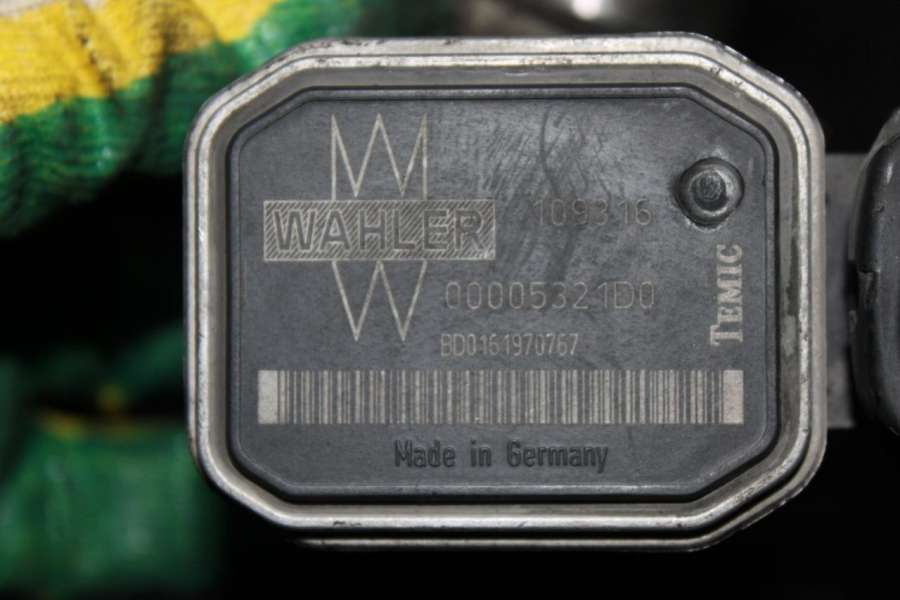 WAHLER
109316
00005321D0
TEMIC
BD0161970767
Made in Germany